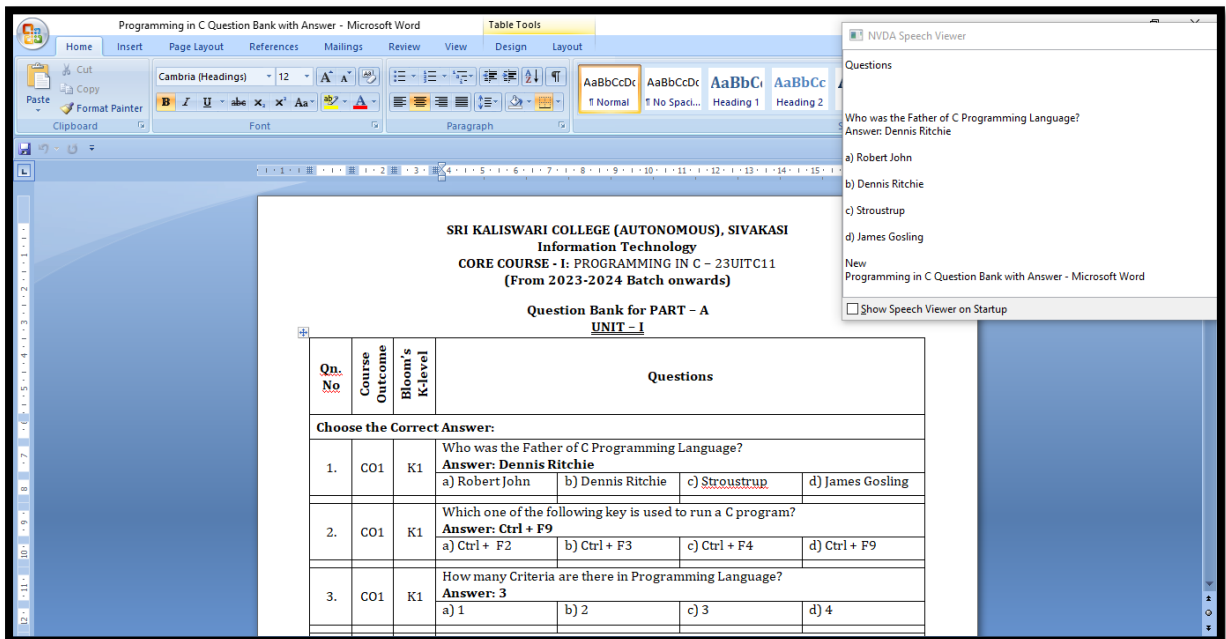 Programming in C Question Bank with Answer - Microsoft Word
Table Tools
Home Insert Page Layout References Mailings Review View Design Layout
Paste
Cut
Copy
Format Painter
Clipboard
Cambria (Headings) 12
Font
Paragraph
AaBbCcDc AaBbCcDc AaBbC AaBbCc
¶ Normal ¶ No Spaci... Heading 1 Heading 2
NVDA Speech Viewer
Questions
Who was the Father of C Programming Language?
Answer: Dennis Ritchie
a) Robert John
b) Dennis Ritchie
c) Stroustrup
d) James Gosling
New
Programming in C Question Bank with Answer - Microsoft Word
Show Speech Viewer on Startup
SRI KALISWARI COLLEGE (AUTONOMOUS), SIVAKASI
Information Technology
CORE COURSE - I: PROGRAMMING IN C – 23UITC11
(From 2023-2024 Batch onwards)
Question Bank for PART – A
UNIT – I
Qn. No
Course Outcome
Bloom's K-level
Questions
Choose the Correct Answer:
1. CO1 K1
Who was the Father of C Programming Language?
Answer: Dennis Ritchie
a) Robert John b) Dennis Ritchie c) Stroustrup d) James Gosling
2. CO1 K1
Which one of the following key is used to run a C program?
Answer: Ctrl + F9
a) Ctrl + F2 b) Ctrl + F3 c) Ctrl + F4 d) Ctrl + F9
3. CO1 K1
How many Criteria are there in Programming Language?
Answer: 3
a) 1 b) 2 c) 3 d) 4